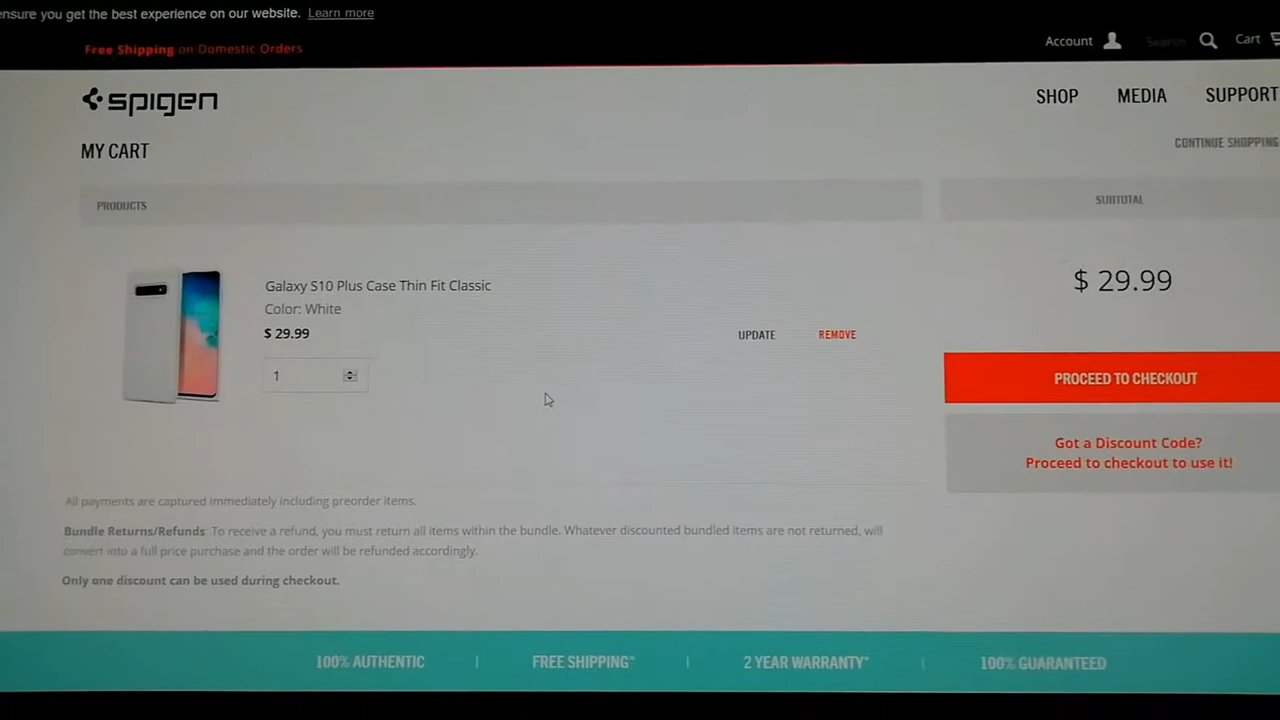 ensure you get the best experience on our website. Learn more
Free Shipping on Domestic Orders
Account Search Cart
spigen
SHOP MEDIA SUPPORT
MY CART
CONTINUE SHOPPING
PRODUCTS
SUBTOTAL
Galaxy S10 Plus Case Thin Fit Classic
Color: White
$ 29.99
1
UPDATE REMOVE
$ 29.99
PROCEED TO CHECKOUT
Got a Discount Code?
Proceed to checkout to use it!
All payments are captured immediately including preorder items.
Bundle Returns/Refunds: To receive a refund, you must return all items within the bundle. Whatever discounted bundled items are not returned, will
convert into a full price purchase and the order will be refunded accordingly.
Only one discount can be used during checkout.
100% AUTHENTIC | FREE SHIPPING* | 2 YEAR WARRANTY* | 100% GUARANTEED